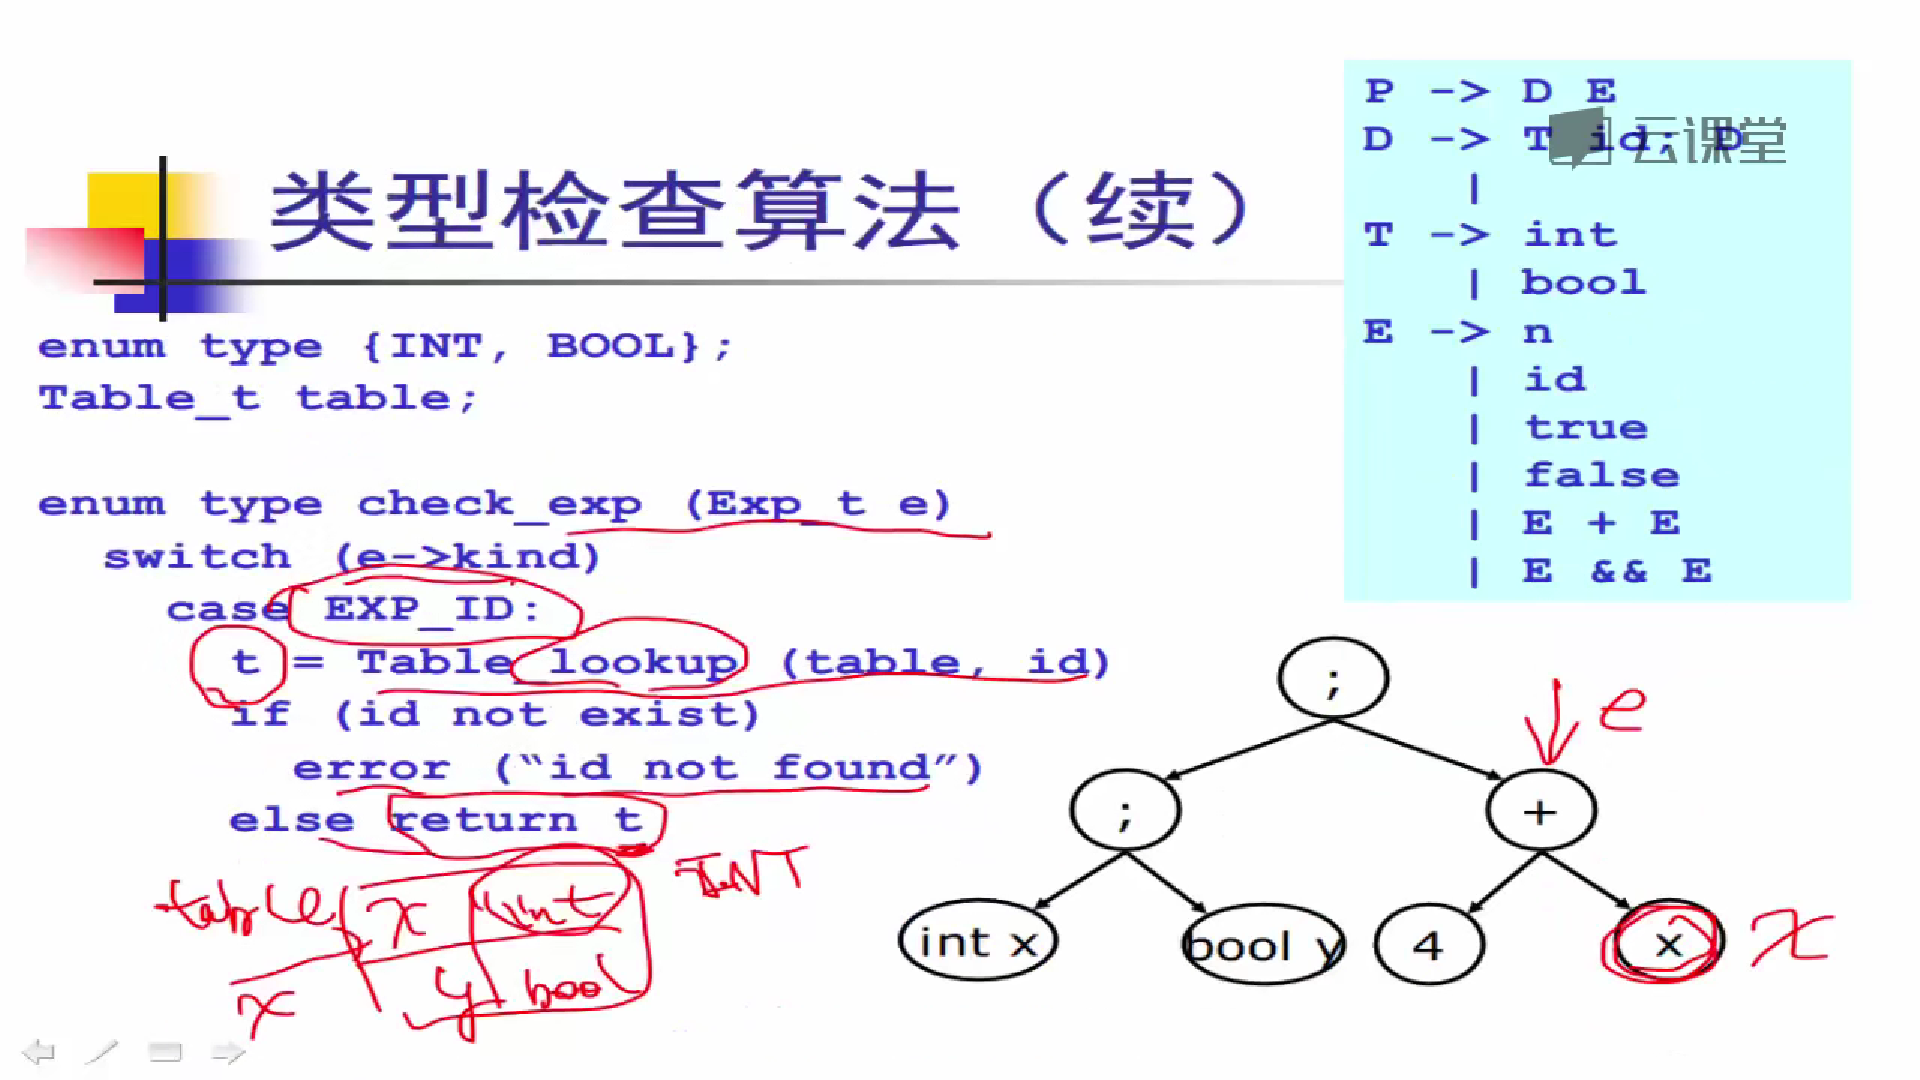 类型检查算法（续）
enum type {INT, BOOL};
Table_t table;
enum type check_exp (Exp_t e)
switch (e->kind)
case EXP_ID:
t = Table_lookup (table, id)
if (id not exist)
error (“id not found”)
else return t
table x int INT
y bool
x
P -> D E
D -> T id; D
|
T -> int
| bool
E -> n
| id
| true
| false
| E + E
| E && E
云课堂
;
e
; +
int x bool y 4 x x